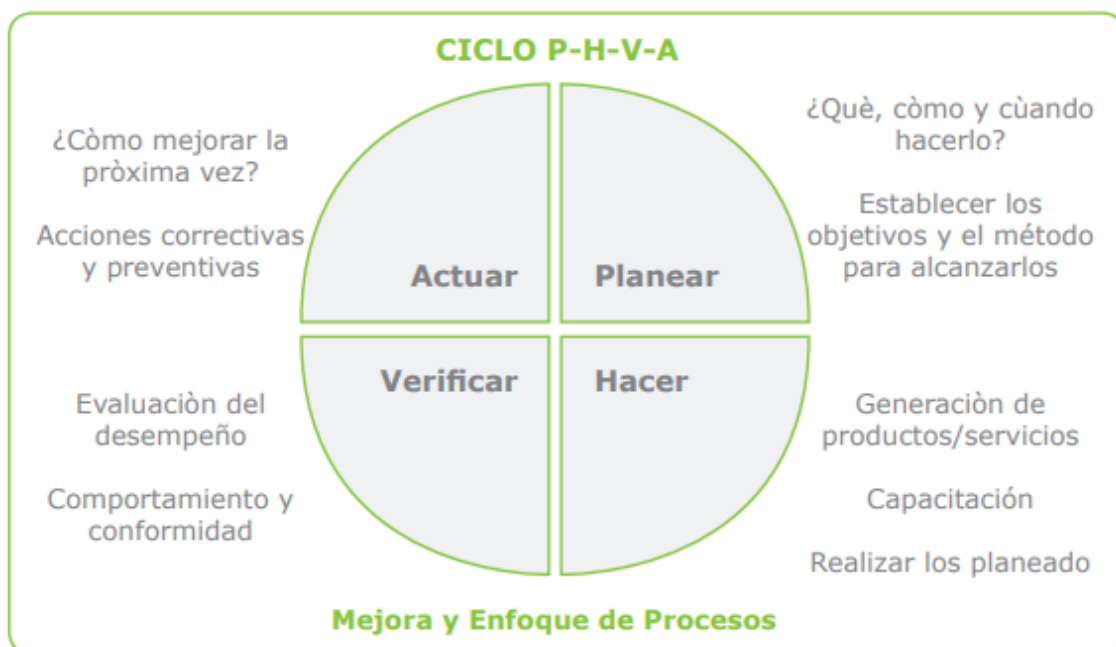 CICLO P-H-V-A
¿Còmo mejorar la
pròxima vez?
Acciones correctivas
y preventivas
Actuar
Planear
¿Què, còmo y cùando
hacerlo?
Establecer los
objetivos y el método
para alcanzarlos
Verificar
Hacer
Evaluaciòn del
desempeño
Comportamiento y
conformidad
Generaciòn de
productos/servicios
Capacitación
Realizar los planeado
Mejora y Enfoque de Procesos